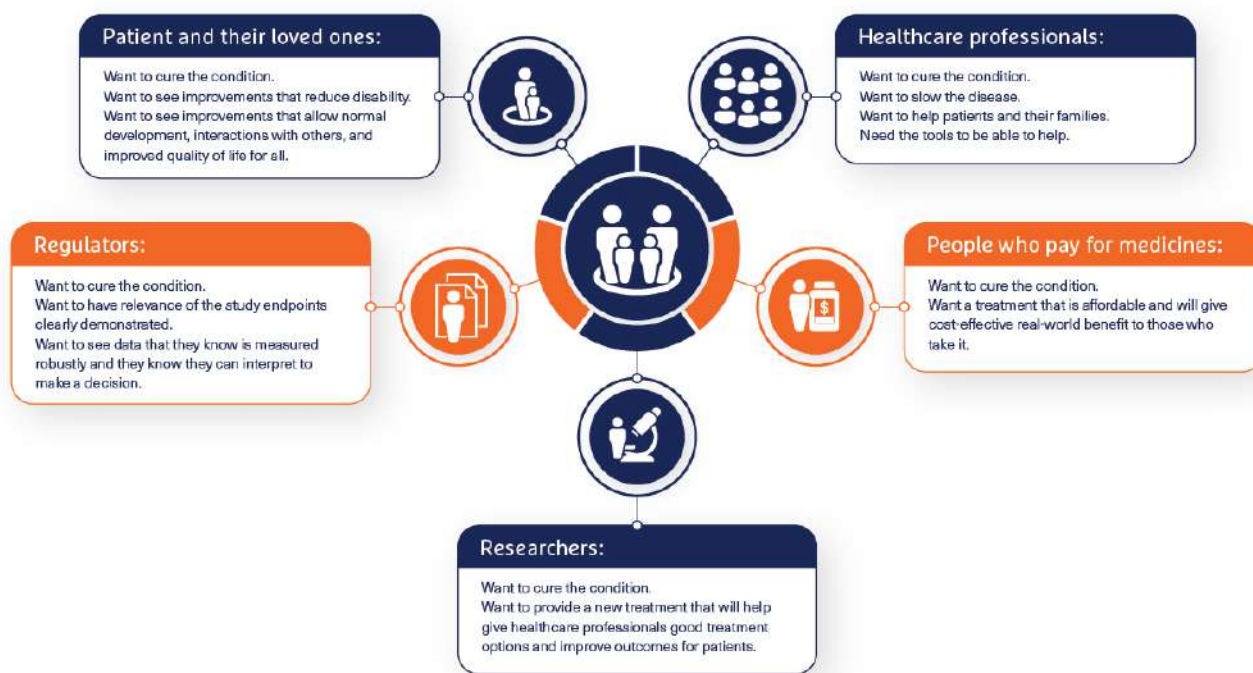 Patient and their loved ones:
Want to cure the condition.
Want to see improvements that reduce disability.
Want to see improvements that allow normal
development, interactions with others, and
improved quality of life for all.
Healthcare professionals:
Want to cure the condition.
Want to slow the disease.
Want to help patients and their families.
Need the tools to be able to help.
Regulators:
Want to cure the condition.
Want to have relevance of the study endpoints
clearly demonstrated.
Want to see data that they know is measured
robustly and they know they can interpret to
make a decision.
$
People who pay for medicines:
Want to cure the condition.
Want a treatment that is affordable and will give
cost-effective real-world benefit to those who
take it.
Researchers:
Want to cure the condition.
Want to provide a new treatment that will help
give healthcare professionals good treatment
options and improve outcomes for patients.